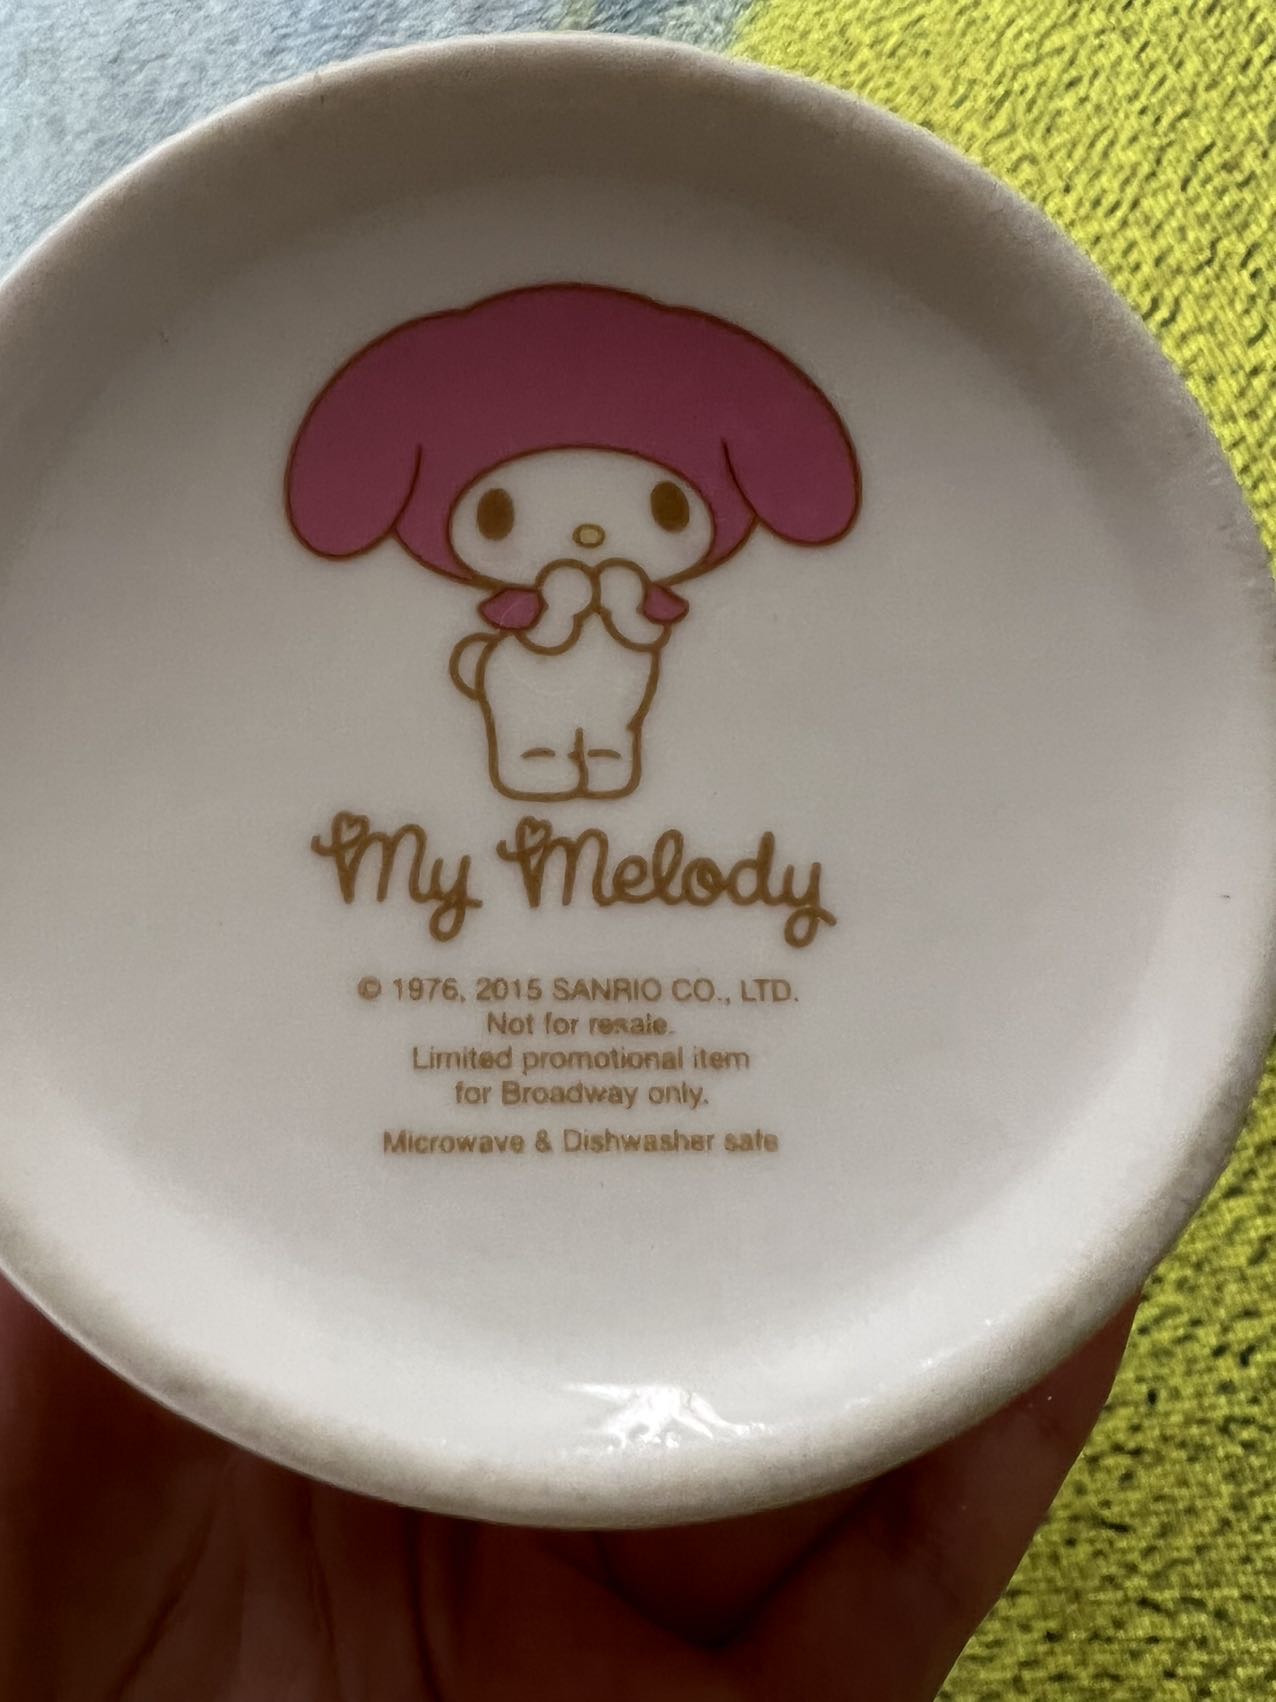 My Melody
© 1976, 2015 SANRIO CO., LTD.
Not for resale.
Limited promotional item
for Broadway only.
Microwave & Dishwasher safe